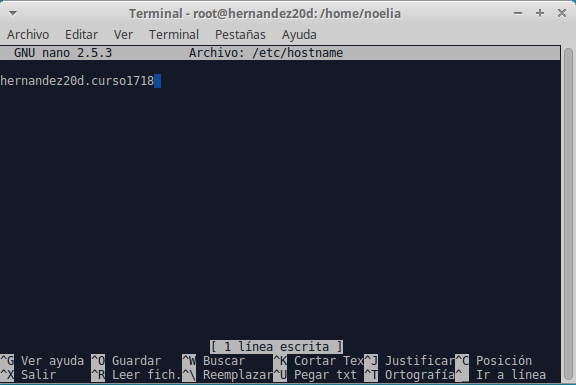 Terminal - root@hernandez20d: /home/noelia
Archivo Editar Ver Terminal Pestañas Ayuda
GNU nano 2.5.3 Archivo: /etc/hostname
hernandez20d.curso1718
[ 1 línea escrita ]
^G Ver ayuda ^O Guardar ^W Buscar ^K Cortar Tex^J Justificar^C Posición
^X Salir ^R Leer fich.^\ Reemplazar^U Pegar txt ^T Ortografía^_ Ir a línea